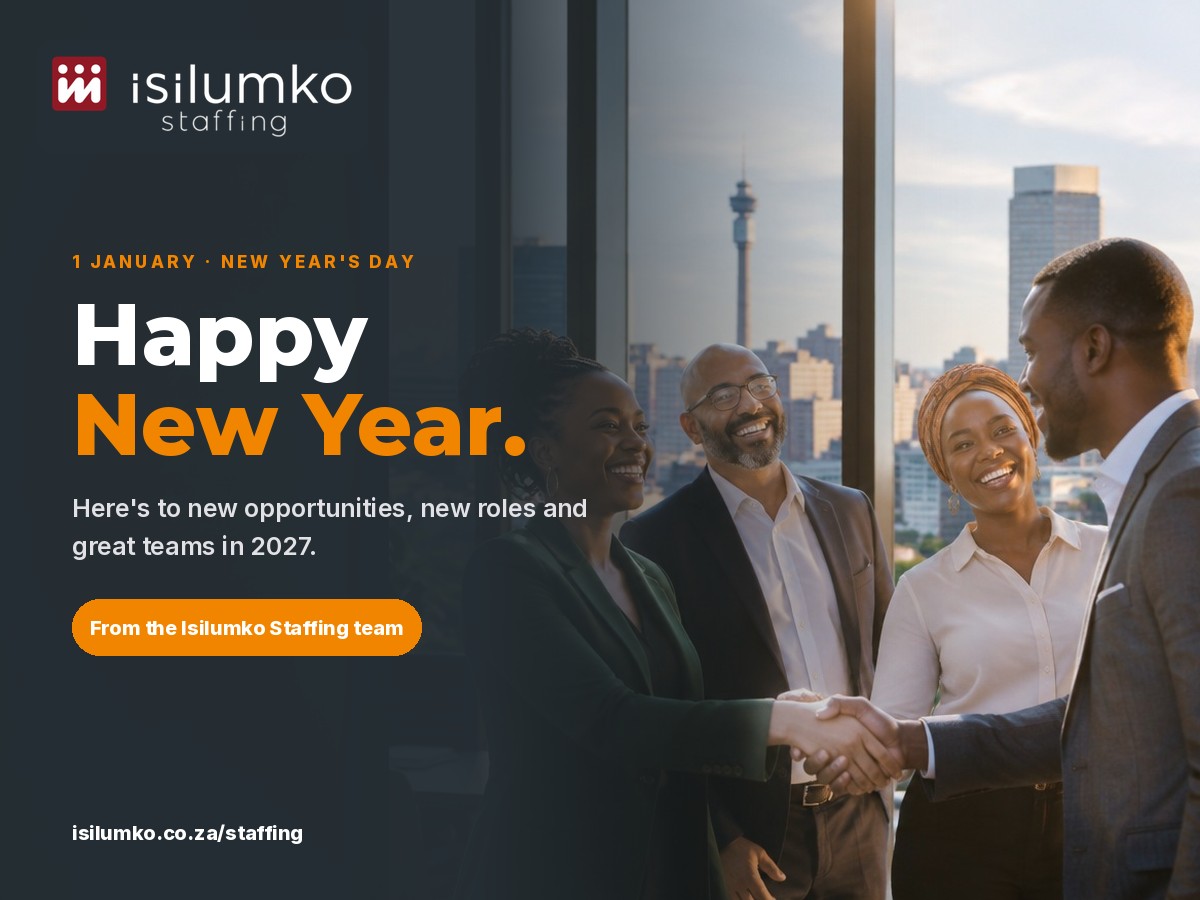 isilumko
staffing
1 JANUARY · NEW YEAR'S DAY
Happy
New Year.
Here's to new opportunities, new roles and
great teams in 2027.
From the Isilumko Staffing team
isilumko.co.za/staffing